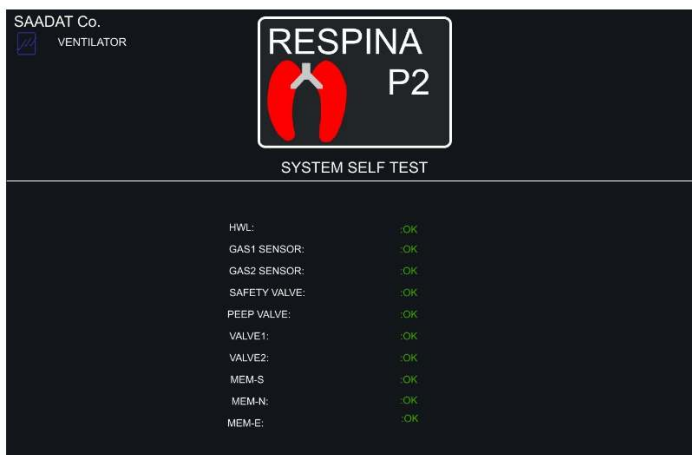 SAADAT Co.
VENTILATOR
RESPINA
P2
SYSTEM SELF TEST
HWL: :OK
GAS1 SENSOR: :OK
GAS2 SENSOR: :OK
SAFETY VALVE: :OK
PEEP VALVE: :OK
VALVE1: :OK
VALVE2: :OK
MEM-S :OK
MEM-N: :OK
MEM-E: :OK